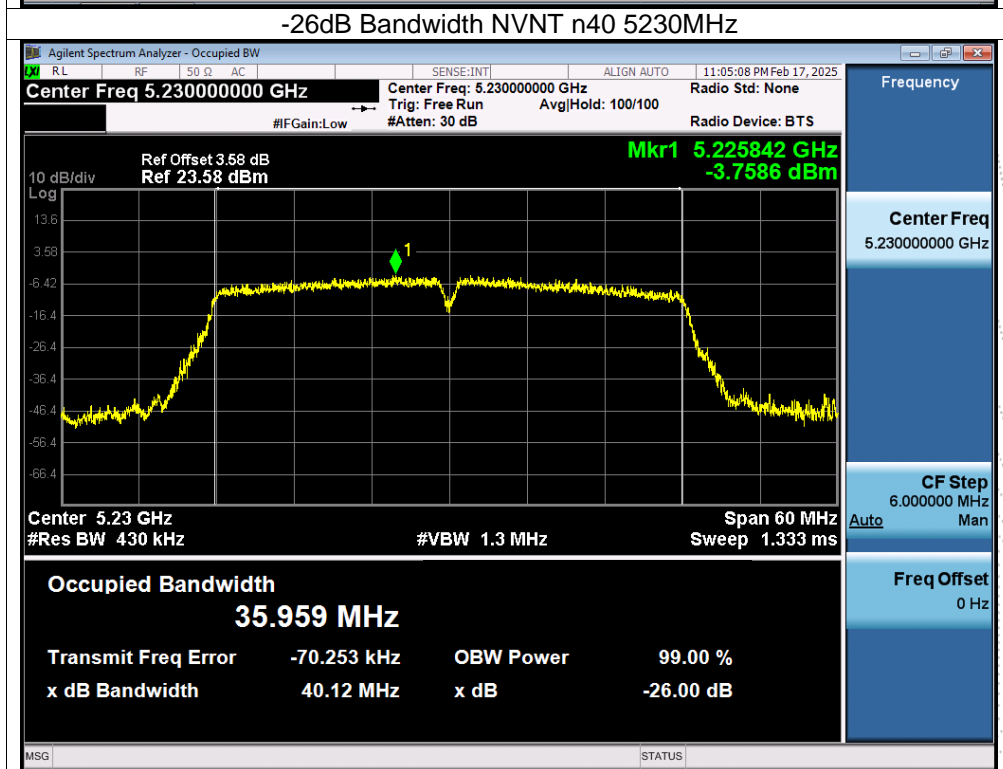 -26dB Bandwidth NVNT n40 5230MHz
Agilent Spectrum Analyzer - Occupied BW
LXI RL RF 50 Ω AC SENSE:INT ALIGN AUTO 11:05:08 PM Feb 17, 2025
Center Freq 5.230000000 GHz
Center Freq: 5.230000000 GHz Radio Std: None
Trig: Free Run Avg|Hold: 100/100
#IFGain:Low #Atten: 30 dB Radio Device: BTS
Frequency
Ref Offset 3.58 dB Mkr1 5.225842 GHz
10 dB/div Ref 23.58 dBm -3.7586 dBm
Log
13.6
3.58
-6.42
-16.4
-26.4
-36.4
-46.4
-56.4
-66.4
1
Center 5.23 GHz Span 60 MHz
#Res BW 430 kHz #VBW 1.3 MHz Sweep 1.333 ms
Center Freq
5.230000000 GHz
CF Step
6.000000 MHz
Auto Man
Freq Offset
0 Hz
Occupied Bandwidth
35.959 MHz
Transmit Freq Error -70.253 kHz OBW Power 99.00 %
x dB Bandwidth 40.12 MHz x dB -26.00 dB
MSG STATUS